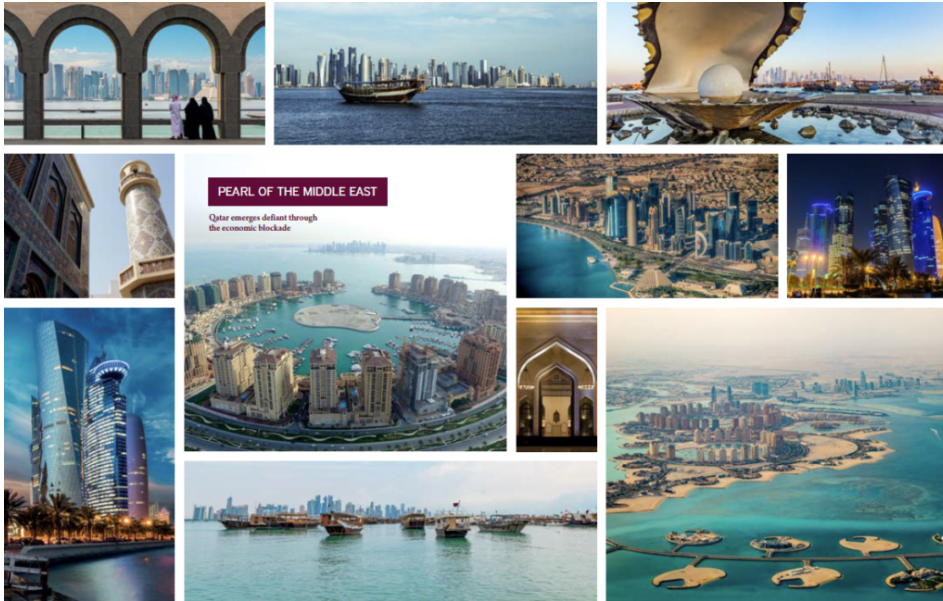 PEARL OF THE MIDDLE EAST
Qatar emerges defiant through
the economic blockade